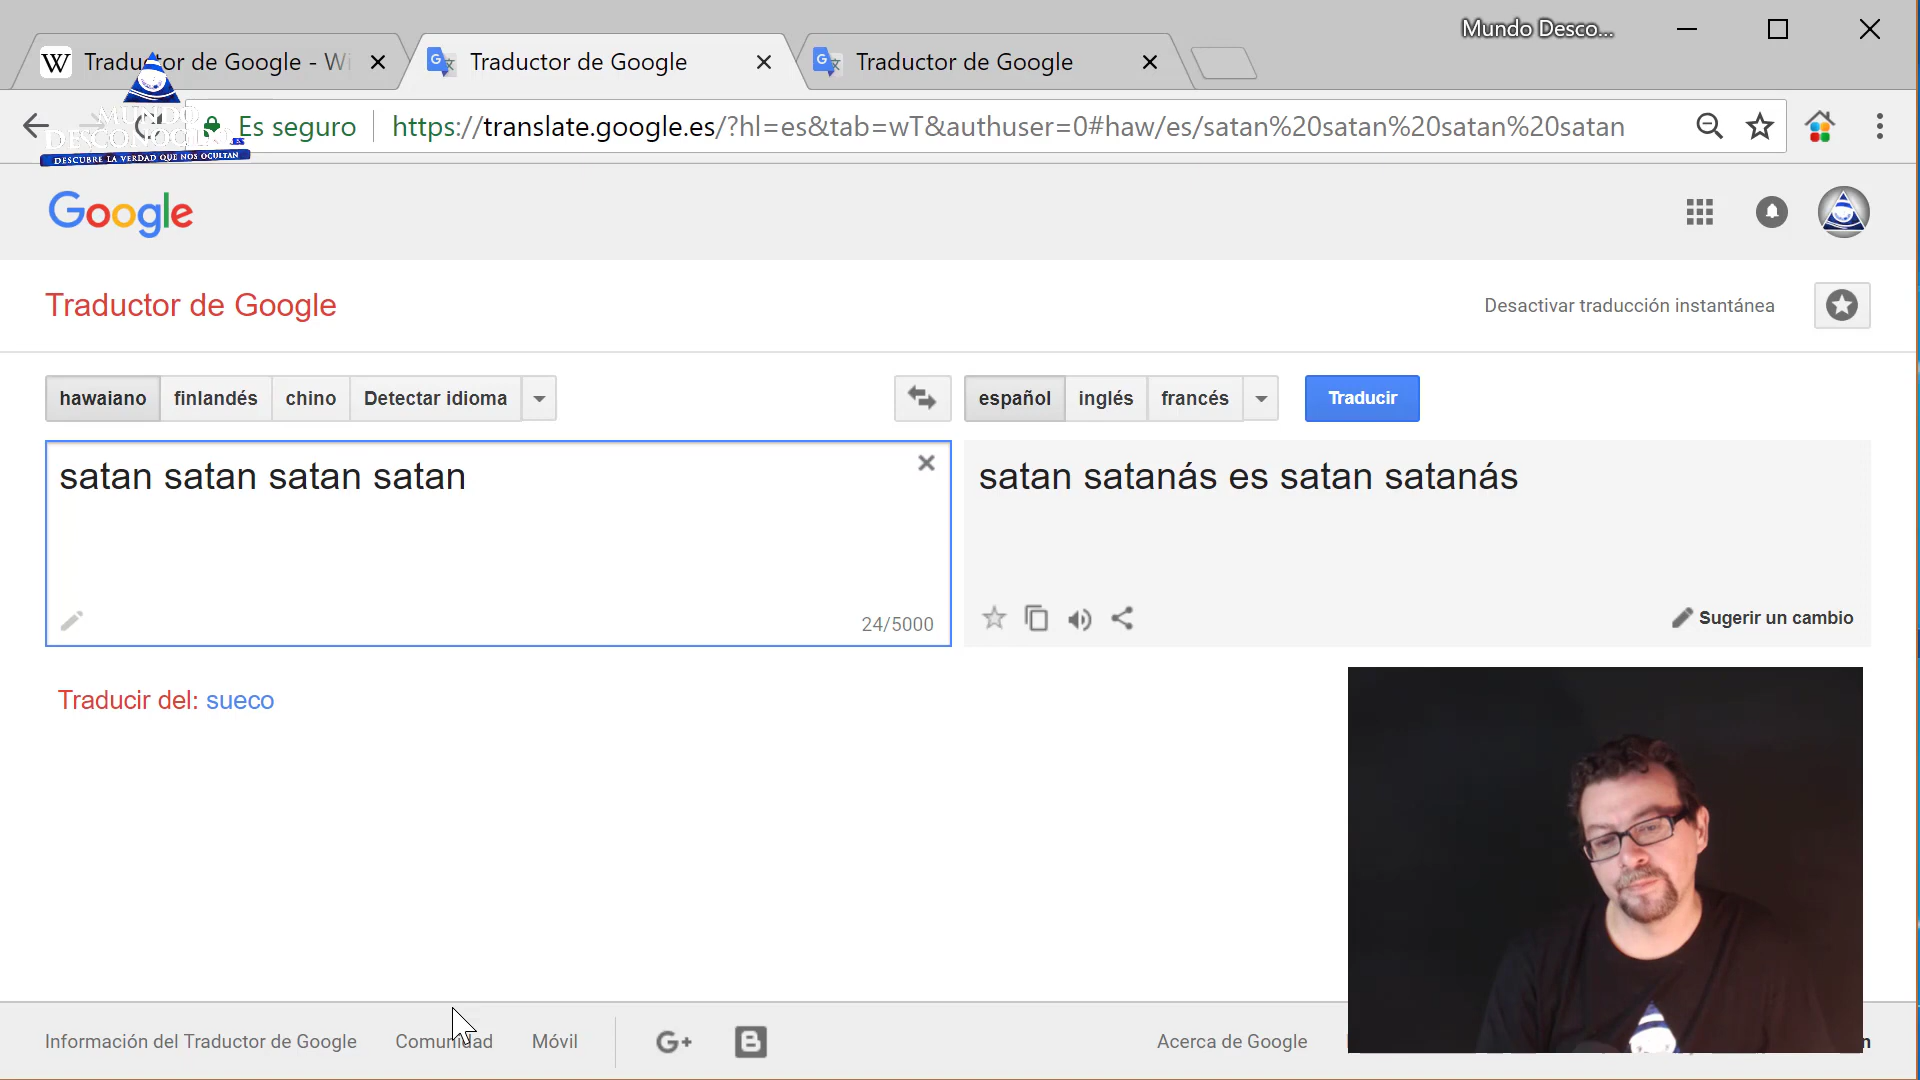 Mundo Desco...
Traductor de Google - Wi
Traductor de Google
Traductor de Google
MUNDO
DESCONOCIDO.es
DESCUBRE LA VERDAD QUE NOS OCULTAN
Es seguro
https://translate.google.es/?hl=es&tab=wT&authuser=0#haw/es/satan%20satan%20satan%20satan
Google
Traductor de Google
Desactivar traducción instantánea
hawaiano finlandés chino Detectar idioma
español inglés francés
Traducir
satan satan satan satan
satan satanás es satan satanás
24/5000
Sugerir un cambio
Traducir del: sueco
Información del Traductor de Google Comunidad Móvil G+
Acerca de Google